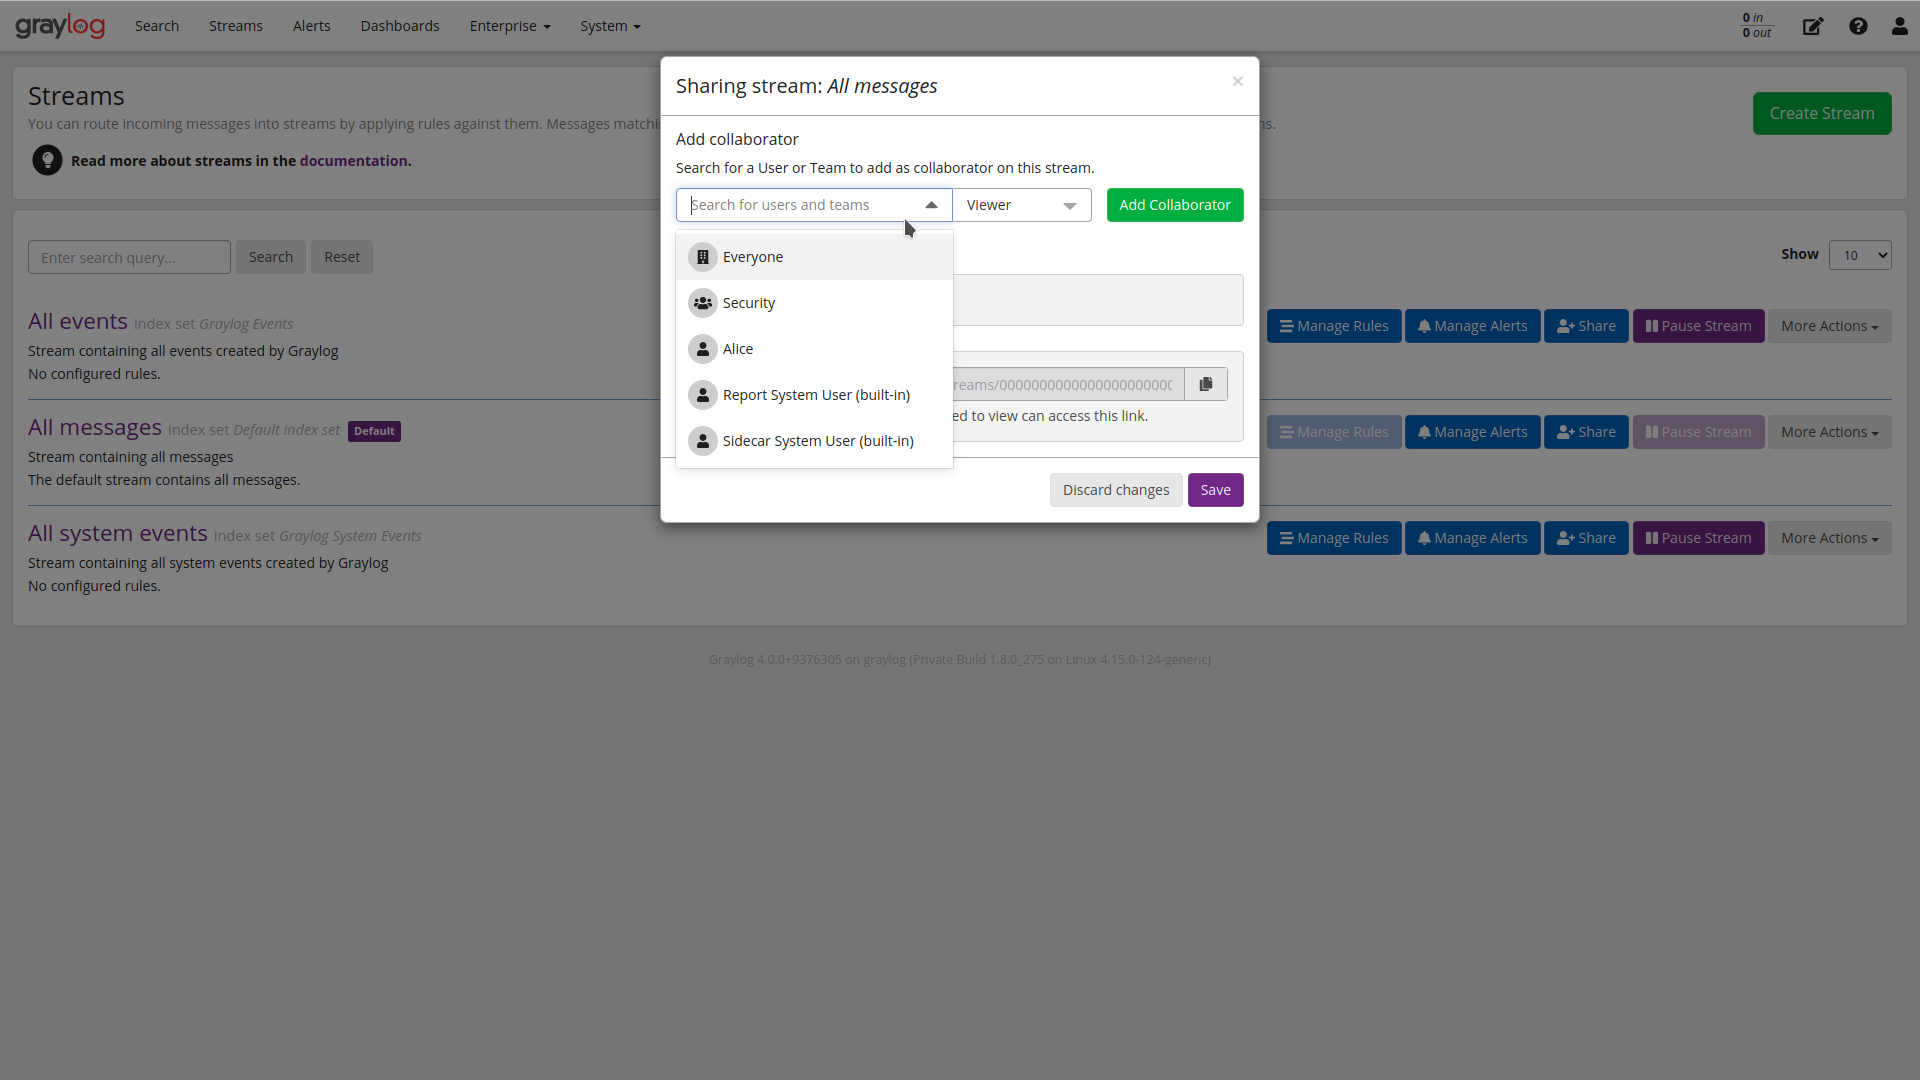 graylog Search Streams Alerts Dashboards Enterprise System 0 in
0 out
Sharing stream: All messages ×
Streams
You can route incoming messages into streams by applying rules against them. Messages
Create Stream
Read more about streams in the documentation.
Add collaborator
Search for a User or Team to add as collaborator on this stream.
Search for users and teams Viewer Add Collaborator
Everyone
Security
Alice
Report System User (built-in)
Sidecar System User (built-in)
000000000000000000000
to view can access this link.
Discard changes Save
Enter search query... Search Reset Show 10
All events index set Graylog Events
Stream containing all events created by Graylog
No configured rules.
Manage Rules Manage Alerts Share Pause Stream More Actions
All messages index set Default index set Default
Stream containing all messages
The default stream contains all messages.
Manage Rules Manage Alerts Share Pause Stream More Actions
All system events index set Graylog System Events
Stream containing all system events created by Graylog
No configured rules.
Manage Rules Manage Alerts Share Pause Stream More Actions
Graylog 4.0.0+9376305 on graylog (Private Build 1.8.0_275 on Linux 4.15.0-124-generic)